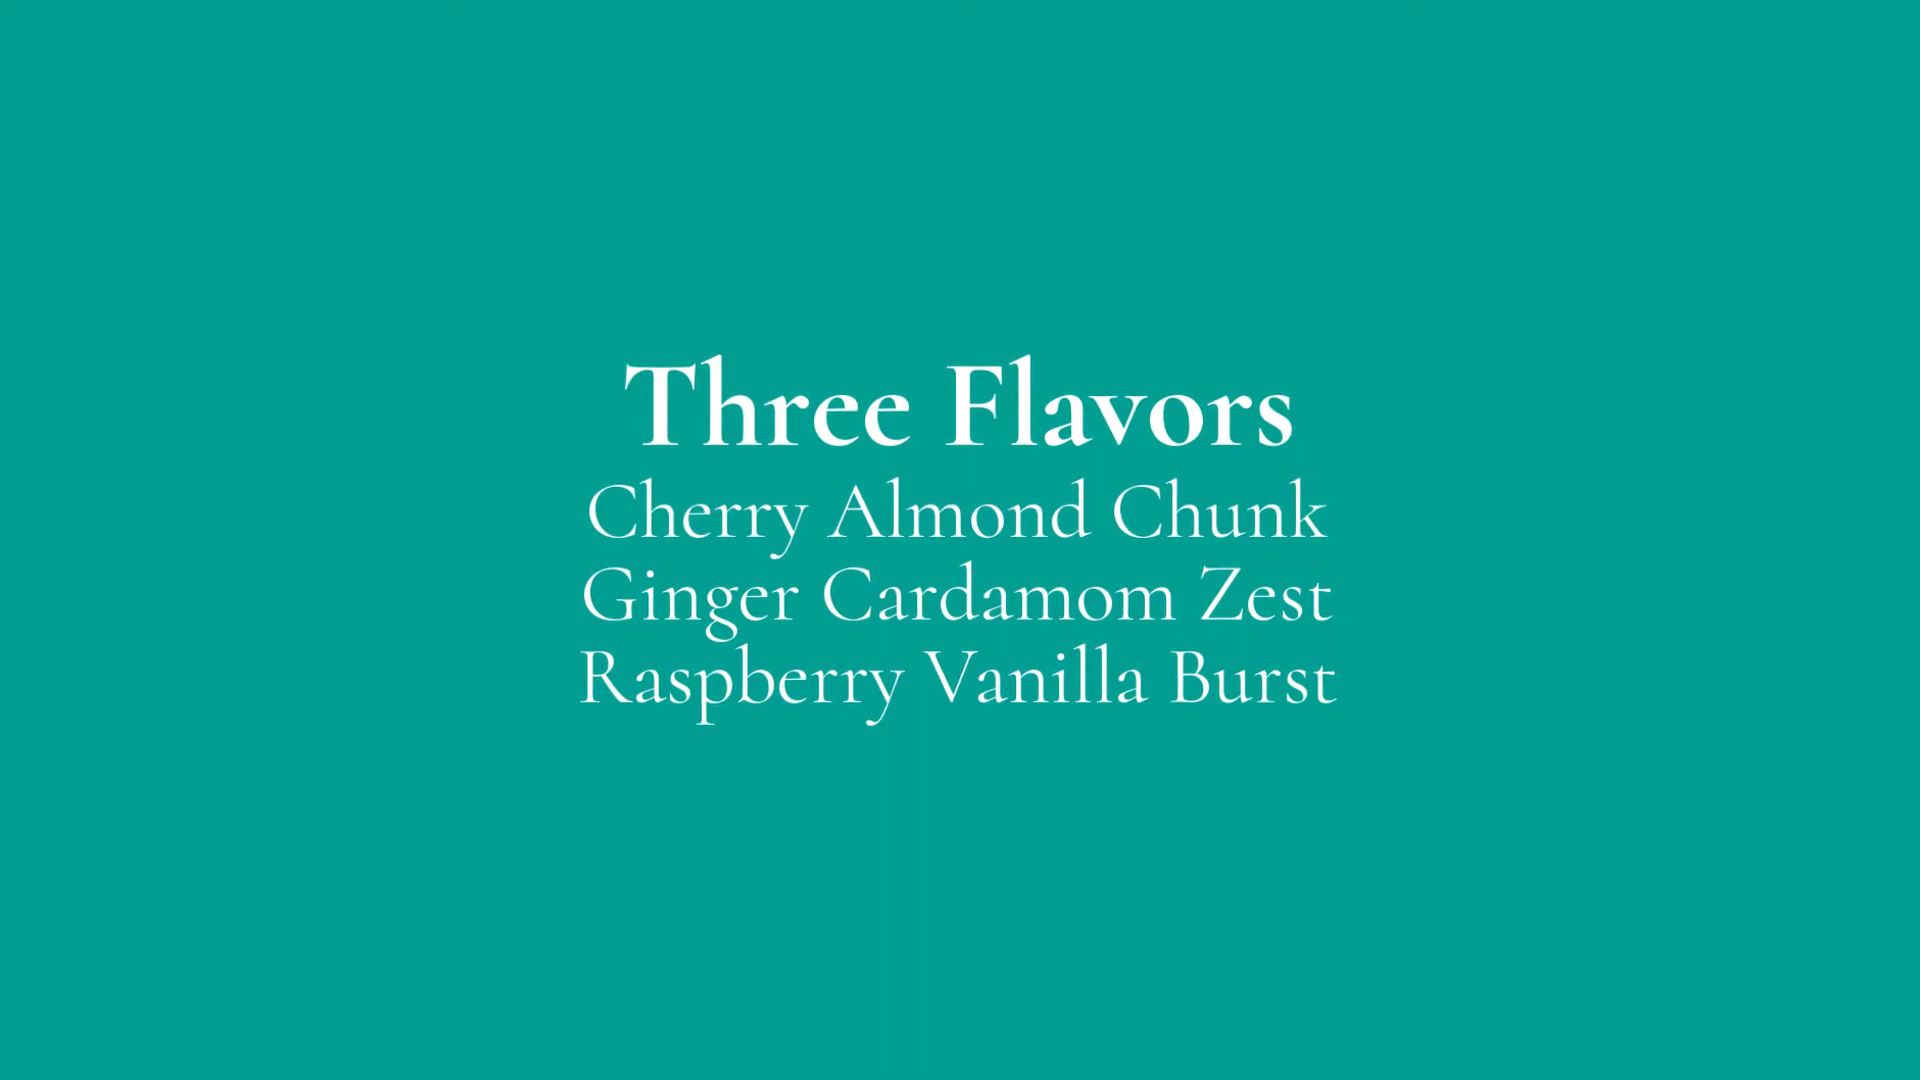 Three Flavors
Cherry Almond Chunk
Ginger Cardamom Zest
Raspberry Vanilla Burst